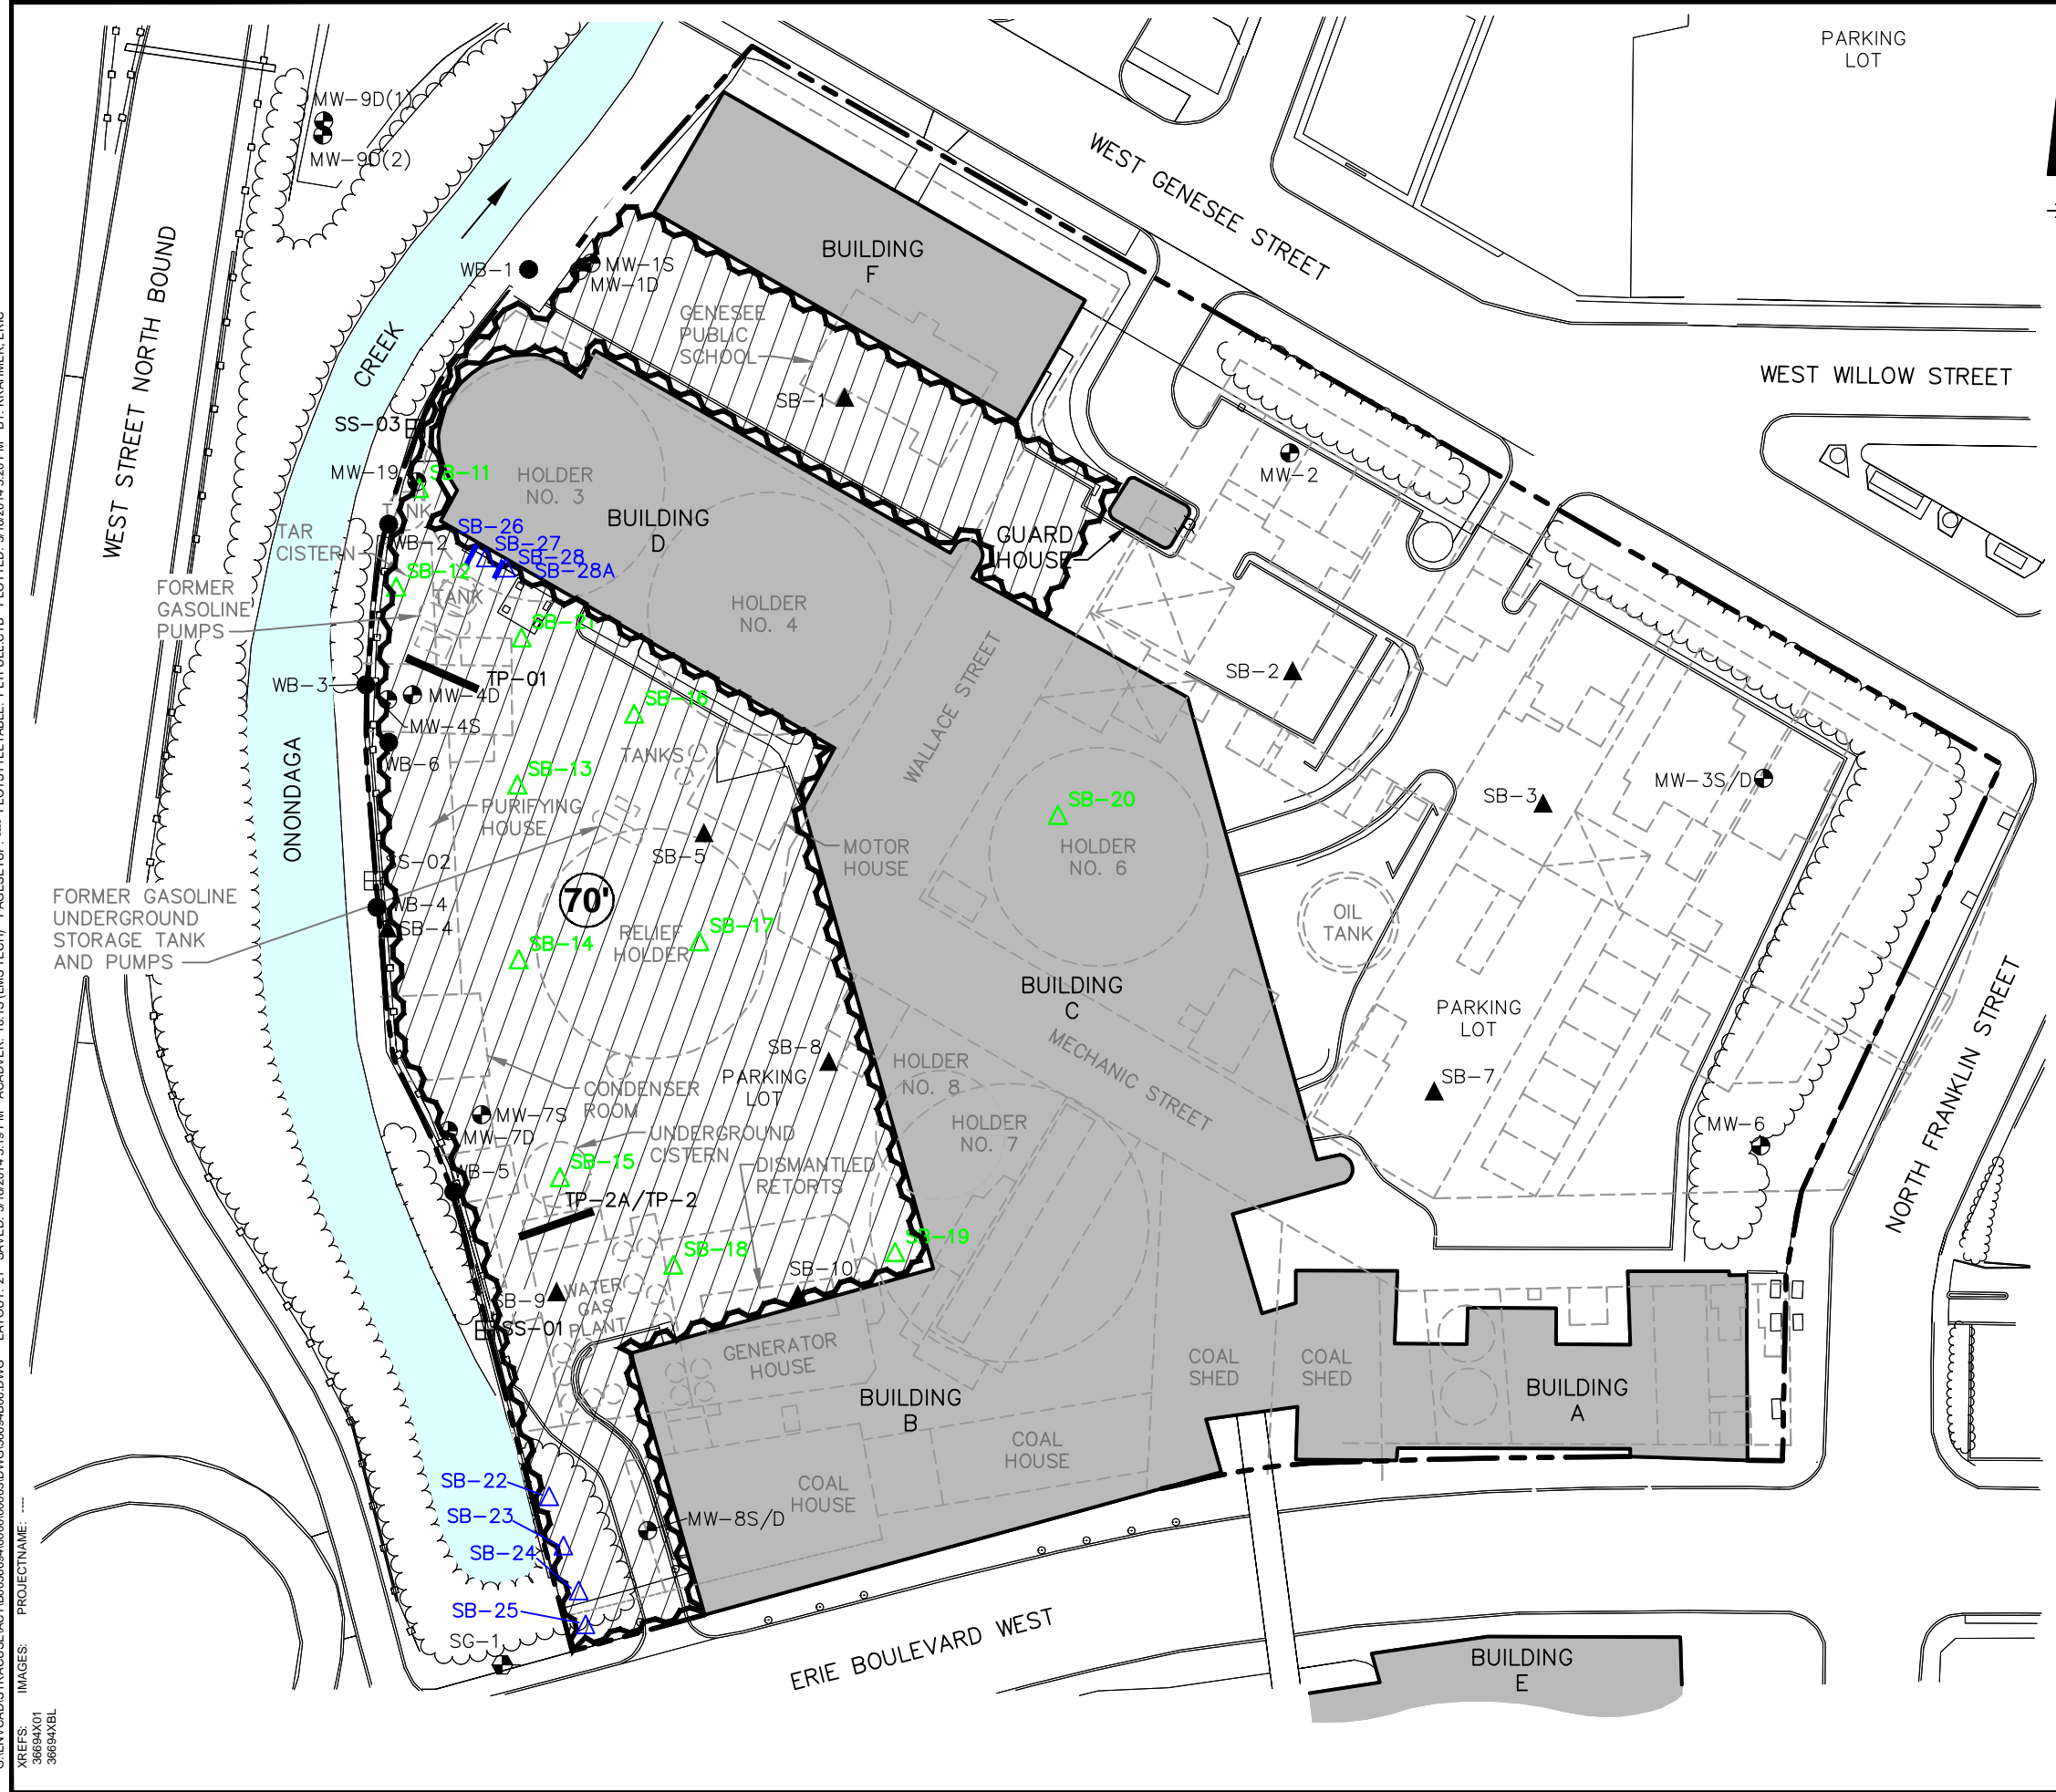 PARKING
LOT
MW-9D(1)
MW-9D(2)
WEST GENESEE STREET
WEST STREET NORTH BOUND
CREEK
WB-1
MW-1S
MW-1D
BUILDING
F
GENESEE
PUBLIC
SCHOOL
SB-1
WEST WILLOW STREET
SS-03
MW-19
SB-11
HOLDER
NO. 3
MW-2
TANK
BUILDING
D
TAR
CISTERN
WB-2
SB-26
SB-27
SB-28
SB-28A
GUARD
HOUSE
SB-12
TANK
FORMER
GASOLINE
PUMPS
HOLDER
NO. 4
SB-21
WALLACE STREET
SB-2
TP-01
WB-3
MW-4D
MW-4S
SB-16
WB-6
TANKS
SB-13
ONONDAGA
PURIFYING
HOUSE
SB-5
MOTOR
HOUSE
SB-20
HOLDER
NO. 6
SB-3
MW-3S/D
SS-02
FORMER GASOLINE
UNDERGROUND
STORAGE TANK
AND PUMPS
WB-4
SB-4
70'
OIL
TANK
SB-14
RELIEF
HOLDER
SB-17
BUILDING
C
PARKING
LOT
MECHANIC STREET
NORTH FRANKLIN STREET
SB-8
PARKING
LOT
HOLDER
NO. 8
SB-7
CONDENSER
ROOM
MW-7S
MW-7D
HOLDER
NO. 7
MW-6
UNDERGROUND
CISTERN
WB-5
SB-15
DISMANTLED
RETORTS
TP-2A/TP-2
SB-18
SB-19
SB-10
SB-9
WATER
GAS
PLANT
SS-01
GENERATOR
HOUSE
COAL
SHED
COAL
SHED
BUILDING
B
BUILDING
A
COAL
HOUSE
COAL
HOUSE
SB-22
SB-23
SB-24
MW-8S/D
SB-25
SG-1
ERIE BOULEVARD WEST
BUILDING
E
XREFS:
36694X01
36694XBL
IMAGES:
PROJECTNAME: ----